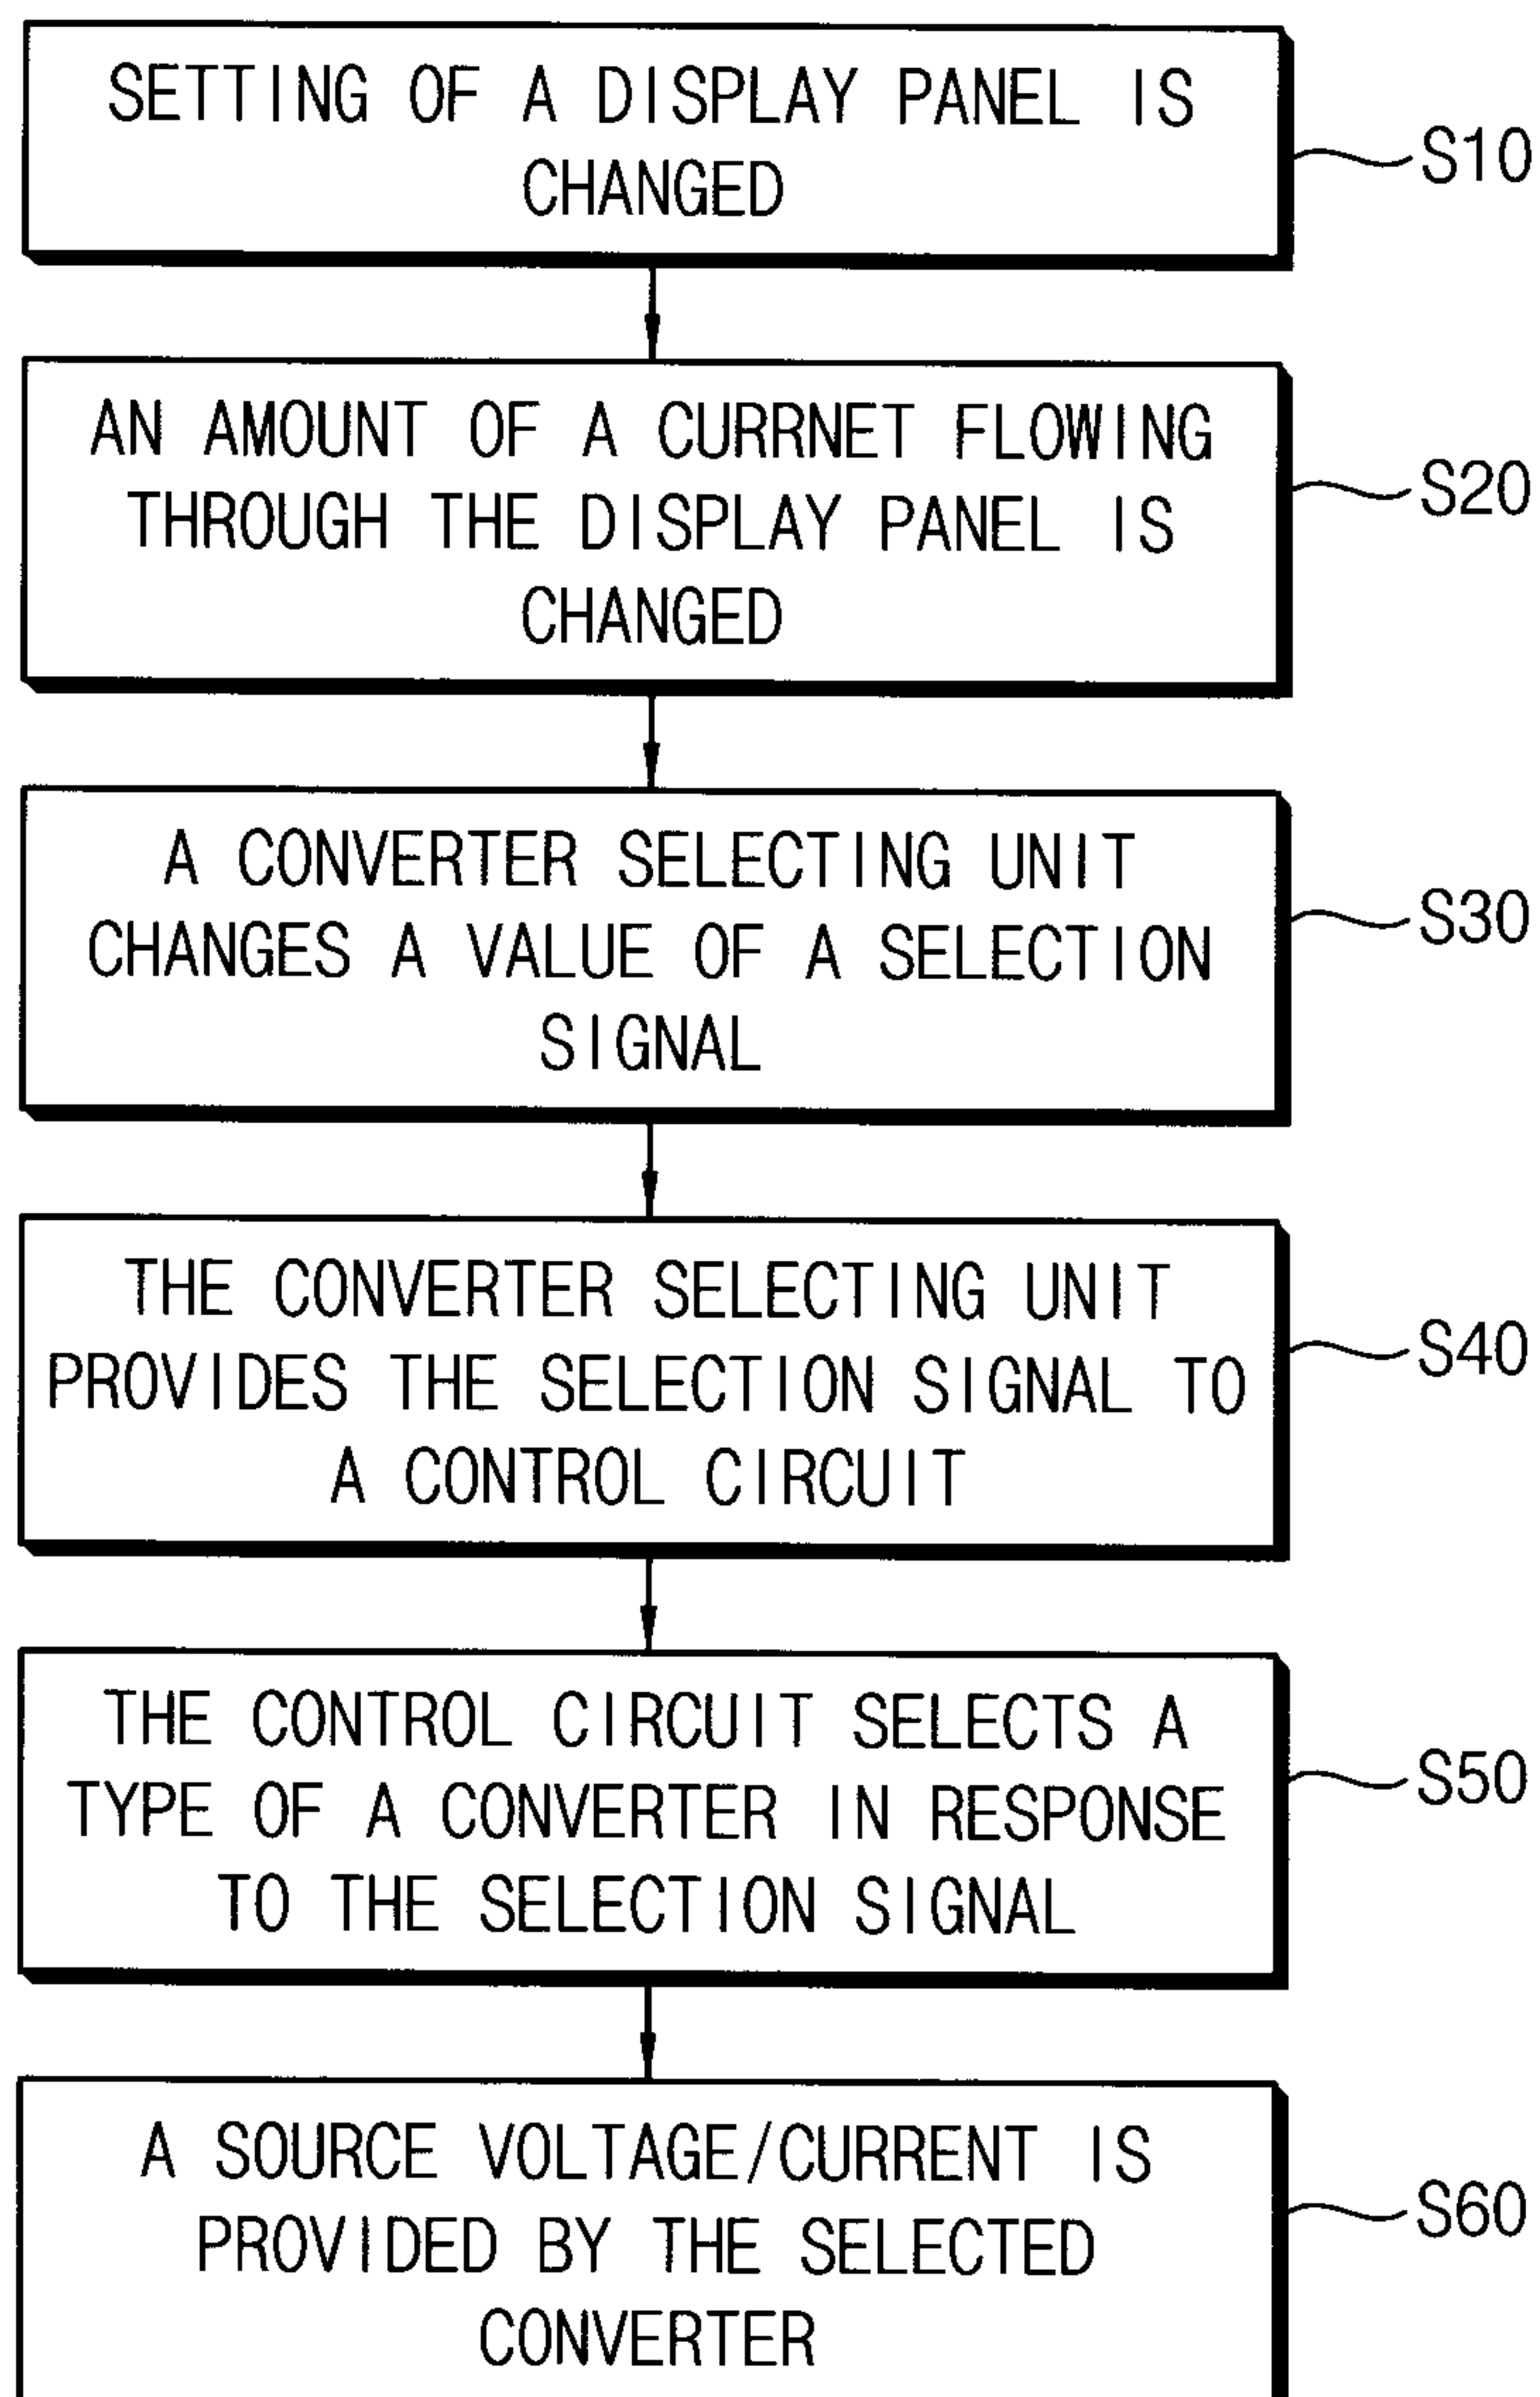 SETTING OF A DISPLAY PANEL IS
CHANGED
S10
AN AMOUNT OF A CURRNET FLOWING
THROUGH THE DISPLAY PANEL IS
CHANGED
S20
A CONVERTER SELECTING UNIT
CHANGES A VALUE OF A SELECTION
SIGNAL
S30
THE CONVERTER SELECTING UNIT
PROVIDES THE SELECTION SIGNAL TO
A CONTROL CIRCUIT
S40
THE CONTROL CIRCUIT SELECTS A
TYPE OF A CONVERTER IN RESPONSE
TO THE SELECTION SIGNAL
S50
A SOURCE VOLTAGE/CURRENT IS
PROVIDED BY THE SELECTED
CONVERTER
S60